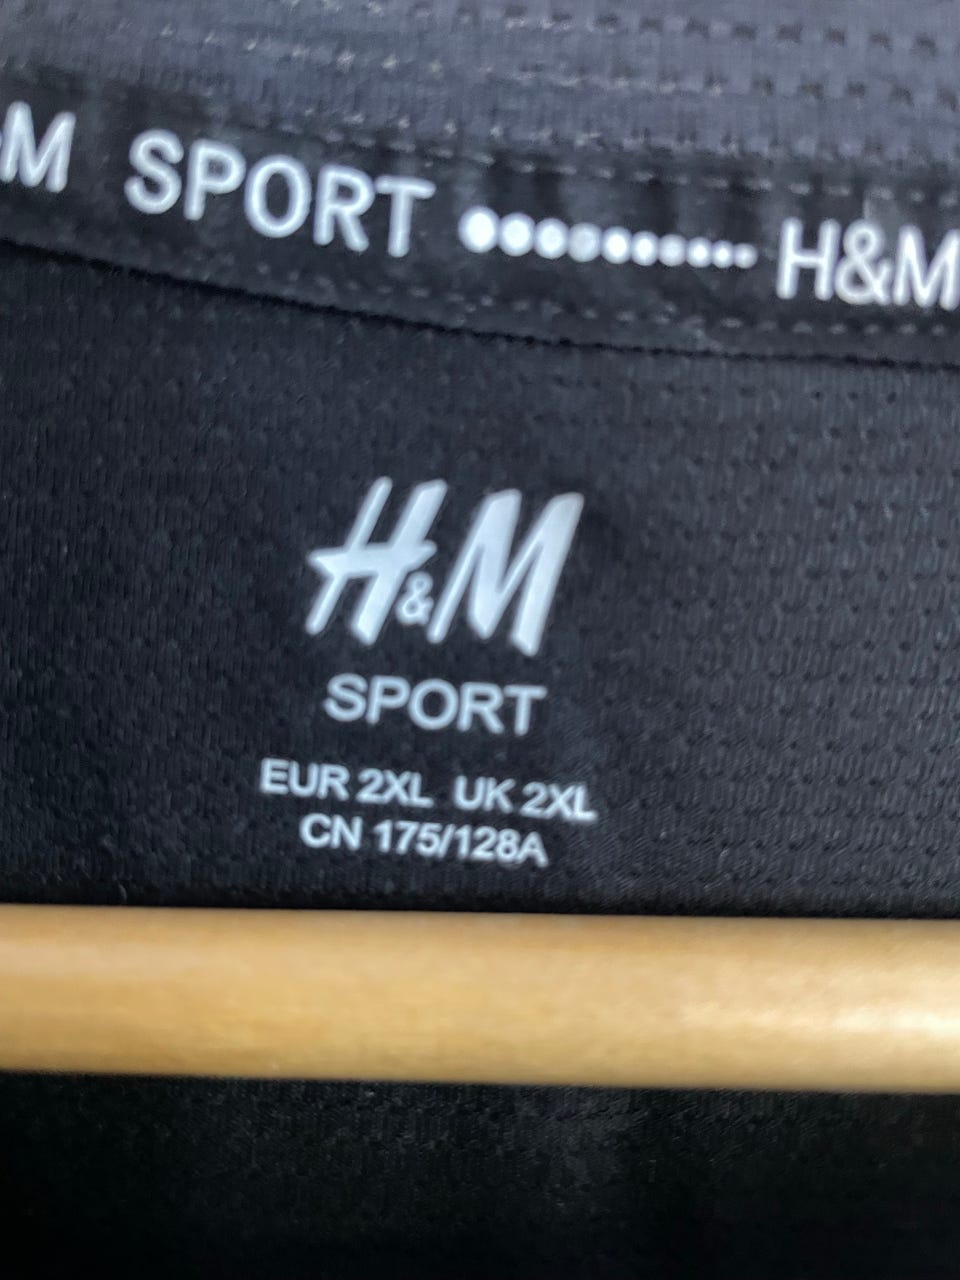 &M SPORT •••••••••• H&M
H&M
SPORT
EUR 2XL UK 2XL
CN 175/128A